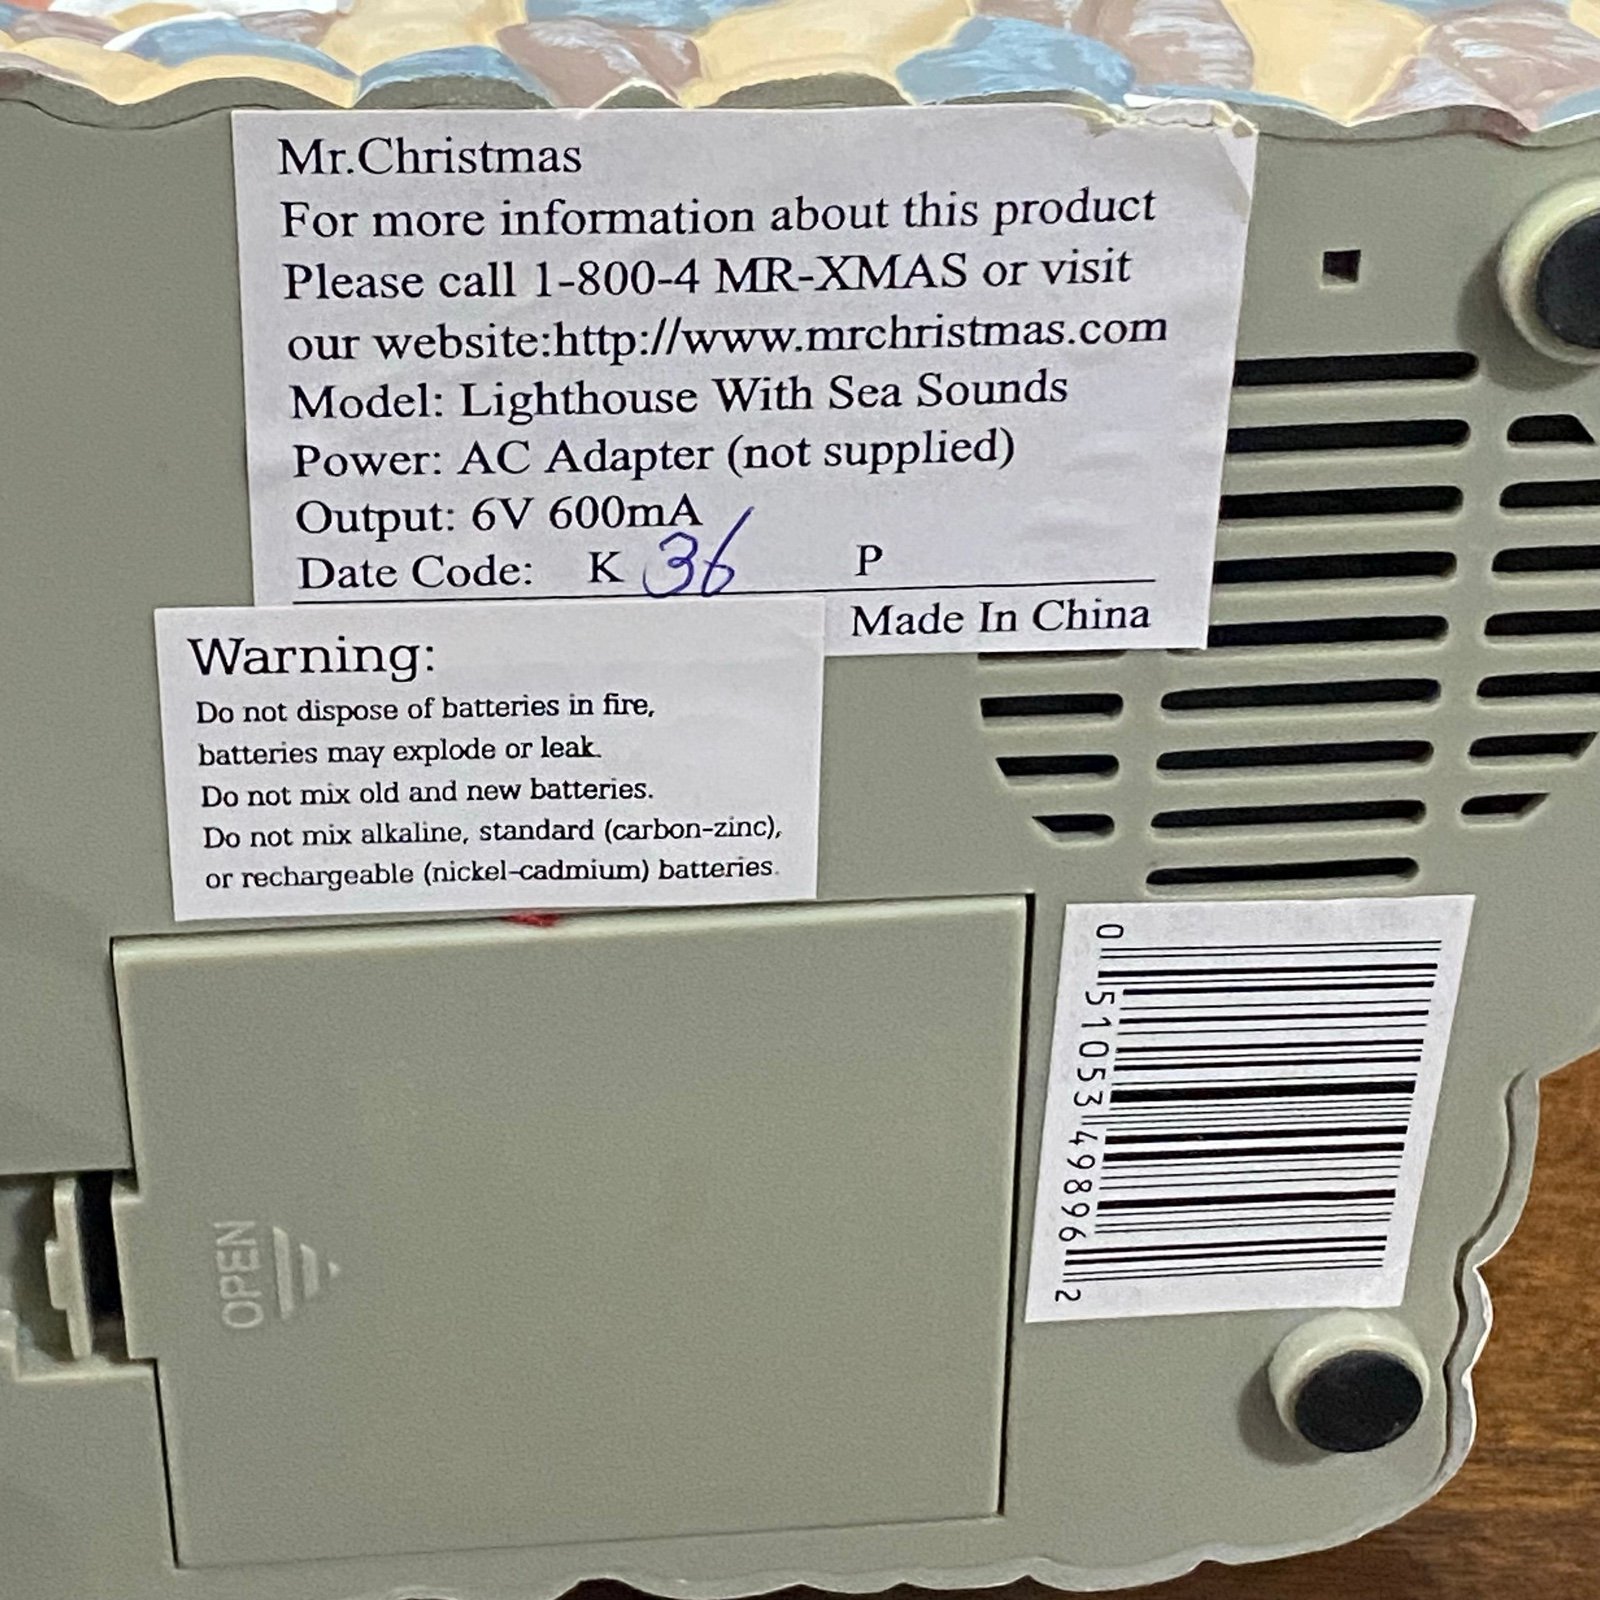 Mr.Christmas
For more information about this product
Please call 1-800-4 MR-XMAS or visit
our website:http://www.mrchristmas.com
Model: Lighthouse With Sea Sounds
Power: AC Adapter (not supplied)
Output: 6V 600mA
Date Code: K 36 P
Made In China
Warning:
Do not dispose of batteries in fire,
batteries may explode or leak.
Do not mix old and new batteries.
Do not mix alkaline, standard (carbon-zinc),
or rechargeable (nickel-cadmium) batteries.
OPEN
0 51053 49896 2